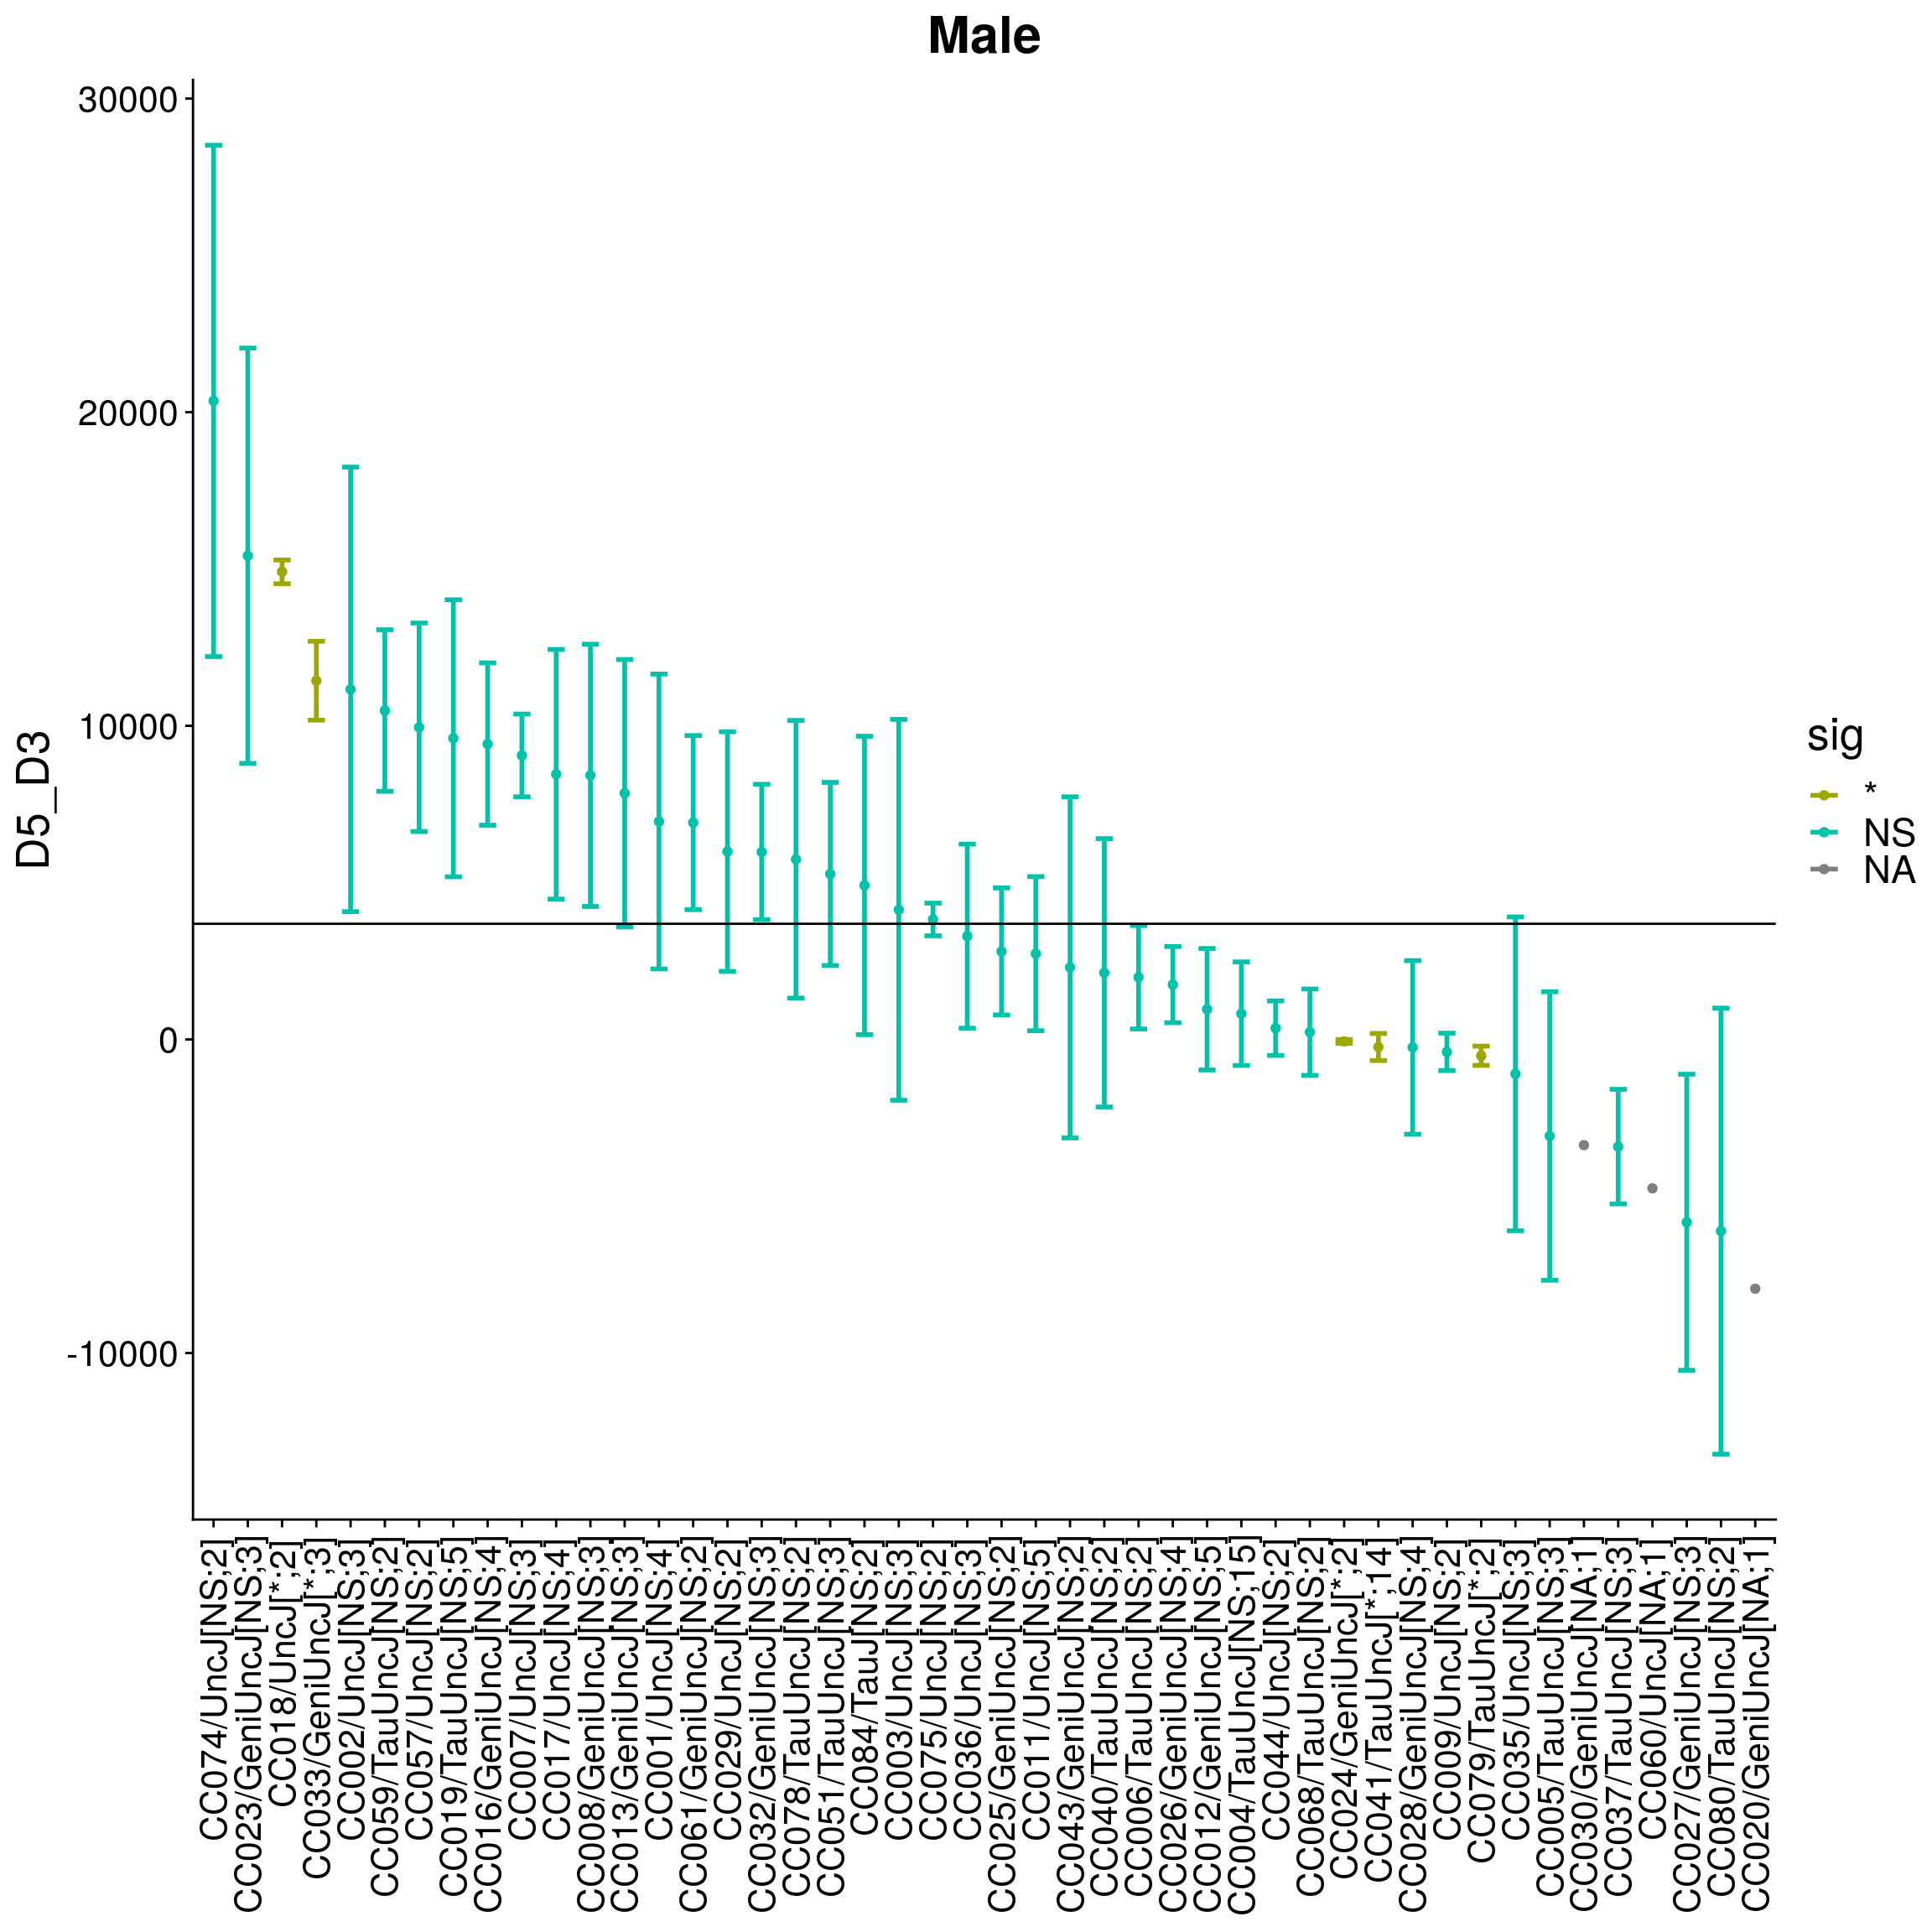 Male
30000
20000
10000
0
-10000
D5_D3
CC074/UncJ[NS;2]
CC023/GeniUncJ[NS;3]
CC018/UncJ[*;2]
CC033/GeniUncJ[*;3]
CC002/UncJ[NS;3]
CC059/TauUncJ[NS;2]
CC057/UncJ[NS;2]
CC019/TauUncJ[NS;5]
CC016/GeniUncJ[NS;4]
CC007/UncJ[NS;3]
CC017/UncJ[NS;4]
CC008/GeniUncJ[NS;3]
CC013/GeniUncJ[NS;3]
CC001/UncJ[NS;4]
CC061/GeniUncJ[NS;2]
CC029/UncJ[NS;2]
CC032/GeniUncJ[NS;3]
CC078/TauUncJ[NS;2]
CC051/TauUncJ[NS;3]
CC084/TauJ[NS;2]
CC003/UncJ[NS;3]
CC075/UncJ[NS;2]
CC036/UncJ[NS;3]
CC025/GeniUncJ[NS;2]
CC011/UncJ[NS;5]
CC043/GeniUncJ[NS;2]
CC040/TauUncJ[NS;2]
CC006/TauUncJ[NS;2]
CC026/GeniUncJ[NS;4]
CC012/GeniUncJ[NS;5]
CC004/TauUncJ[NS;15]
CC044/UncJ[NS;2]
CC068/TauUncJ[NS;2]
CC024/GeniUncJ[*;2]
CC041/TauUncJ[*;14]
CC028/GeniUncJ[NS;4]
CC009/UncJ[NS;2]
CC079/TauUncJ[*;2]
CC035/UncJ[NS;3]
CC005/TauUncJ[NS;3]
CC030/GeniUncJ[NA;1]
CC037/TauUncJ[NS;3]
CC060/UncJ[NA;1]
CC027/GeniUncJ[NS;3]
CC080/TauUncJ[NS;2]
CC020/GeniUncJ[NA;1]
sig
*
NS
NA